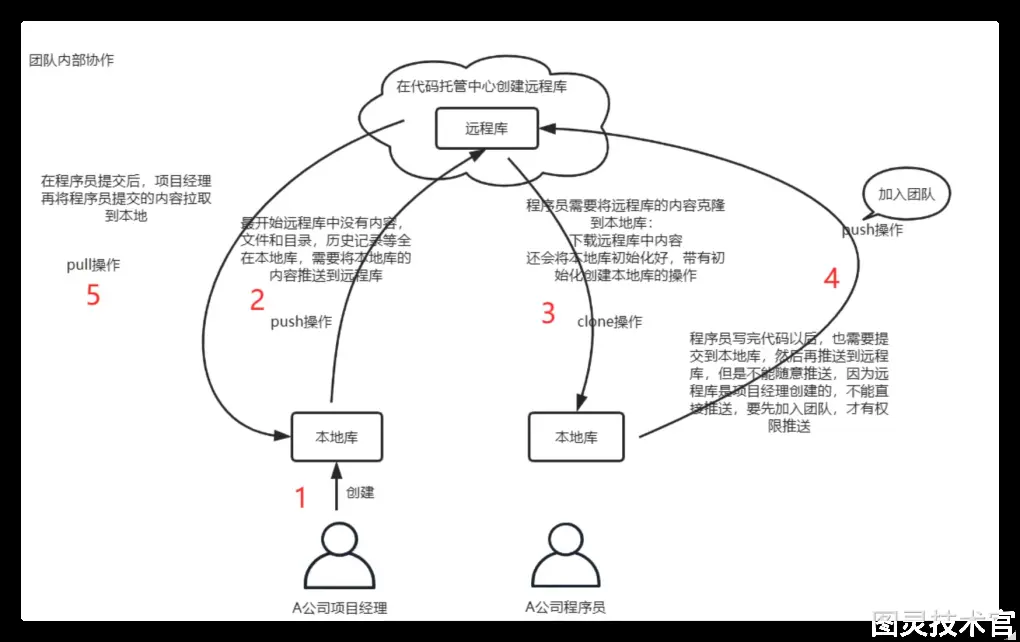 团队内部协作
在代码托管中心创建远程库
远程库
在程序员提交后，项目经理
再将程序员提交的内容拉取
到本地
pull操作
5
最开始远程库中没有内容，
文件和目录，历史记录等全
在本地库，需要将本地库的
内容推送到远程库
2
push操作
程序员需要将远程库的内容克隆
到本地库：
下载远程库中内容
还会将本地库初始化好，带有初
始化创建本地库的操作
3
clone操作
加入团队
push操作
4
程序员写完代码以后，也需要提
交到本地库，然后再推送到远程
库，但是不能随意推送，因为远
程库是项目经理创建的，不能直
接推送，要先加入团队，才有权
限推送
本地库
本地库
1
创建
A公司项目经理
A公司程序员
图灵技术官